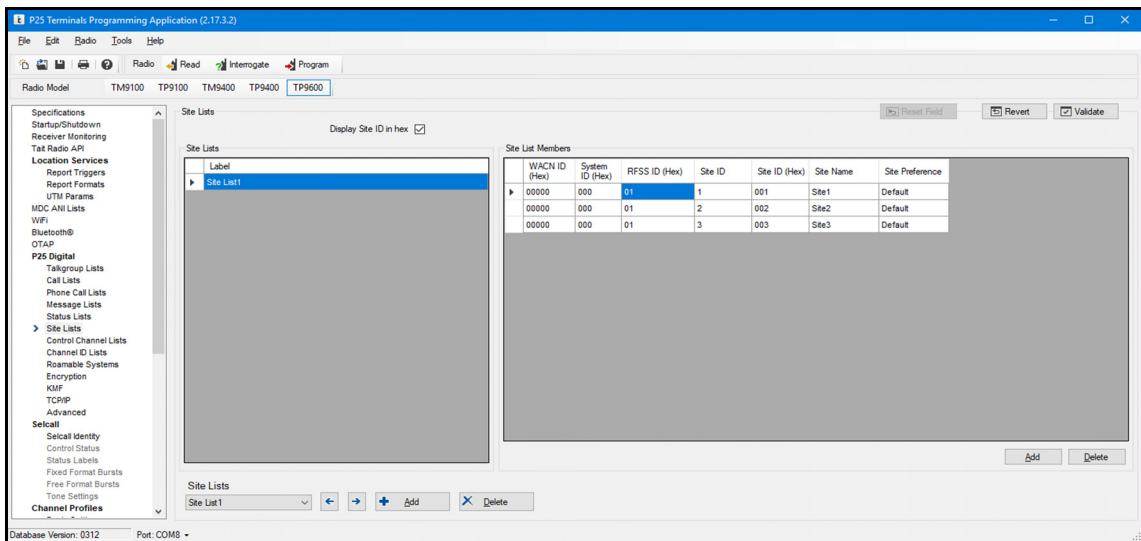 P25 Terminals Programming Application (2.17.3.2)
File Edit Radio Tools Help
Radio Read Interrogate Program
Radio Model TM9100 TP9100 TM9400 TP9400 TP9600
Specifications
Startup/Shutdown
Receiver Monitoring
Tait Radio API
Location Services
Report Triggers
Report Formats
UTM Params
MDC ANI Lists
WiFi
Bluetooth®
OTAP
P25 Digital
Talkgroup Lists
Call Lists
Phone Call Lists
Message Lists
Status Lists
Site Lists
Control Channel Lists
Channel ID Lists
Roamable Systems
Encryption
KMF
TCP/IP
Advanced
Selcall
Selcall Identity
Control Status
Status Labels
Fixed Format Bursts
Free Format Bursts
Tone Settings
Channel Profiles
Site Lists
Reset Field Revert Validate
Display Site ID in hex
Site Lists
Label
Site List1
Site List Members
WACN ID (Hex) System ID (Hex) RFSS ID (Hex) Site ID Site ID (Hex) Site Name Site Preference
00000 000 01 1 001 Site1 Default
00000 000 01 2 002 Site2 Default
00000 000 01 3 003 Site3 Default
Add Delete
Site Lists
Site List1 Add Delete
Database Version: 0312 Port: COM8